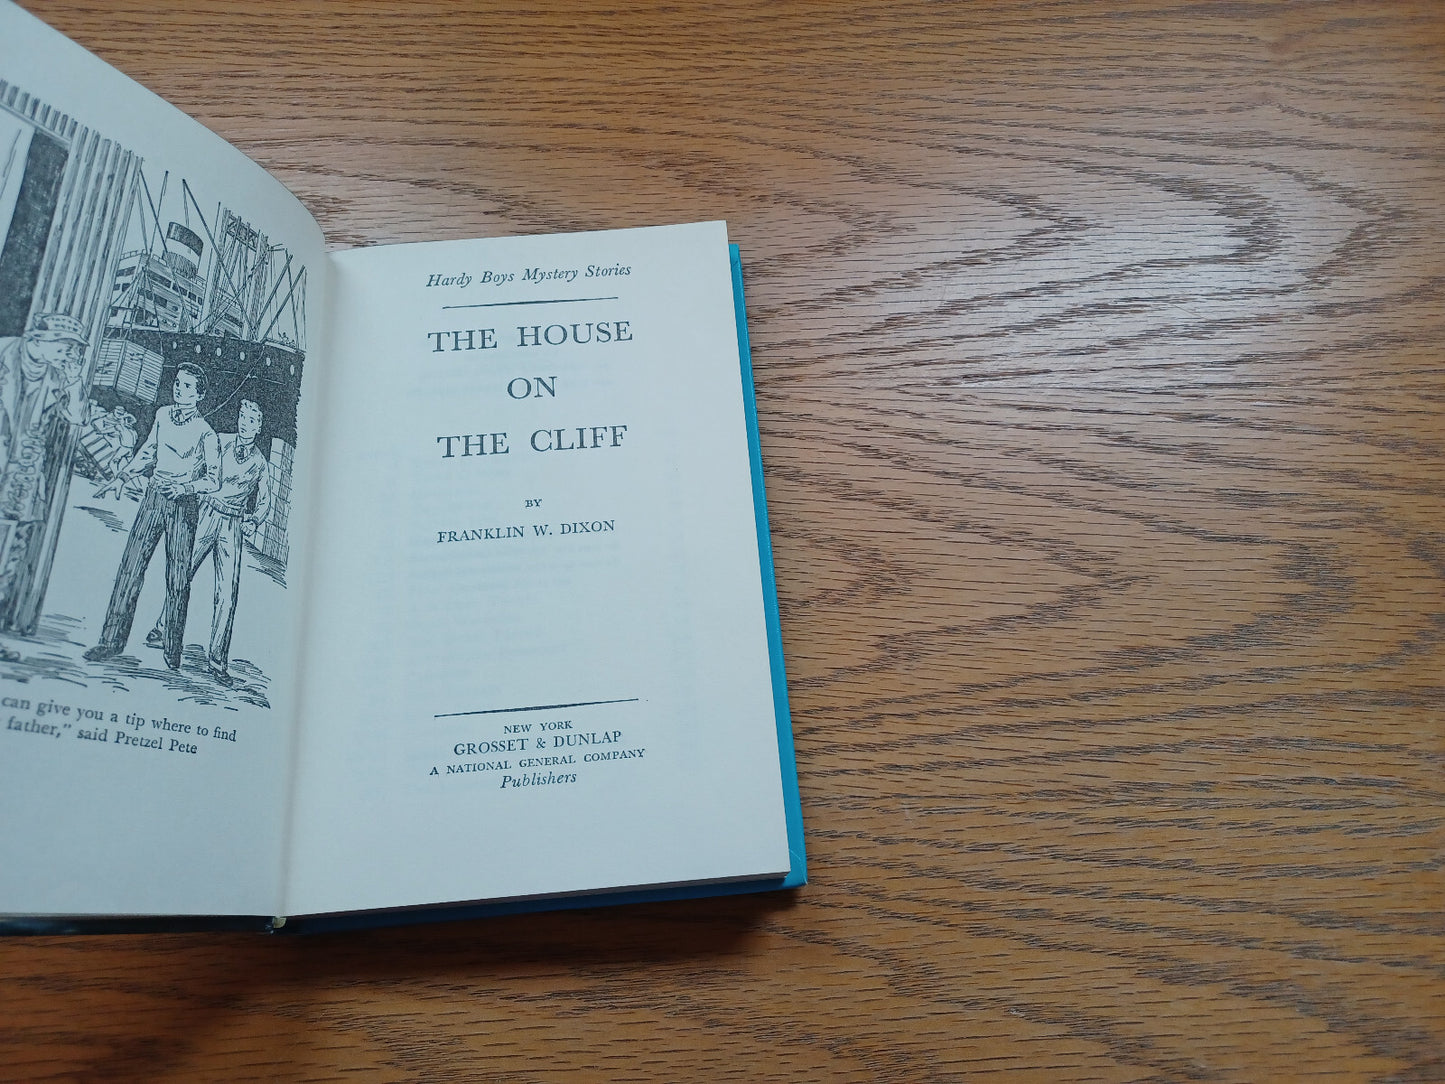 can give you a tip where to find
father," said Pretzel Pete
Hardy Boys Mystery Stories
THE HOUSE
ON
THE CLIFF
BY
FRANKLIN W. DIXON
NEW YORK
GROSSET & DUNLAP
A NATIONAL GENERAL COMPANY
Publishers